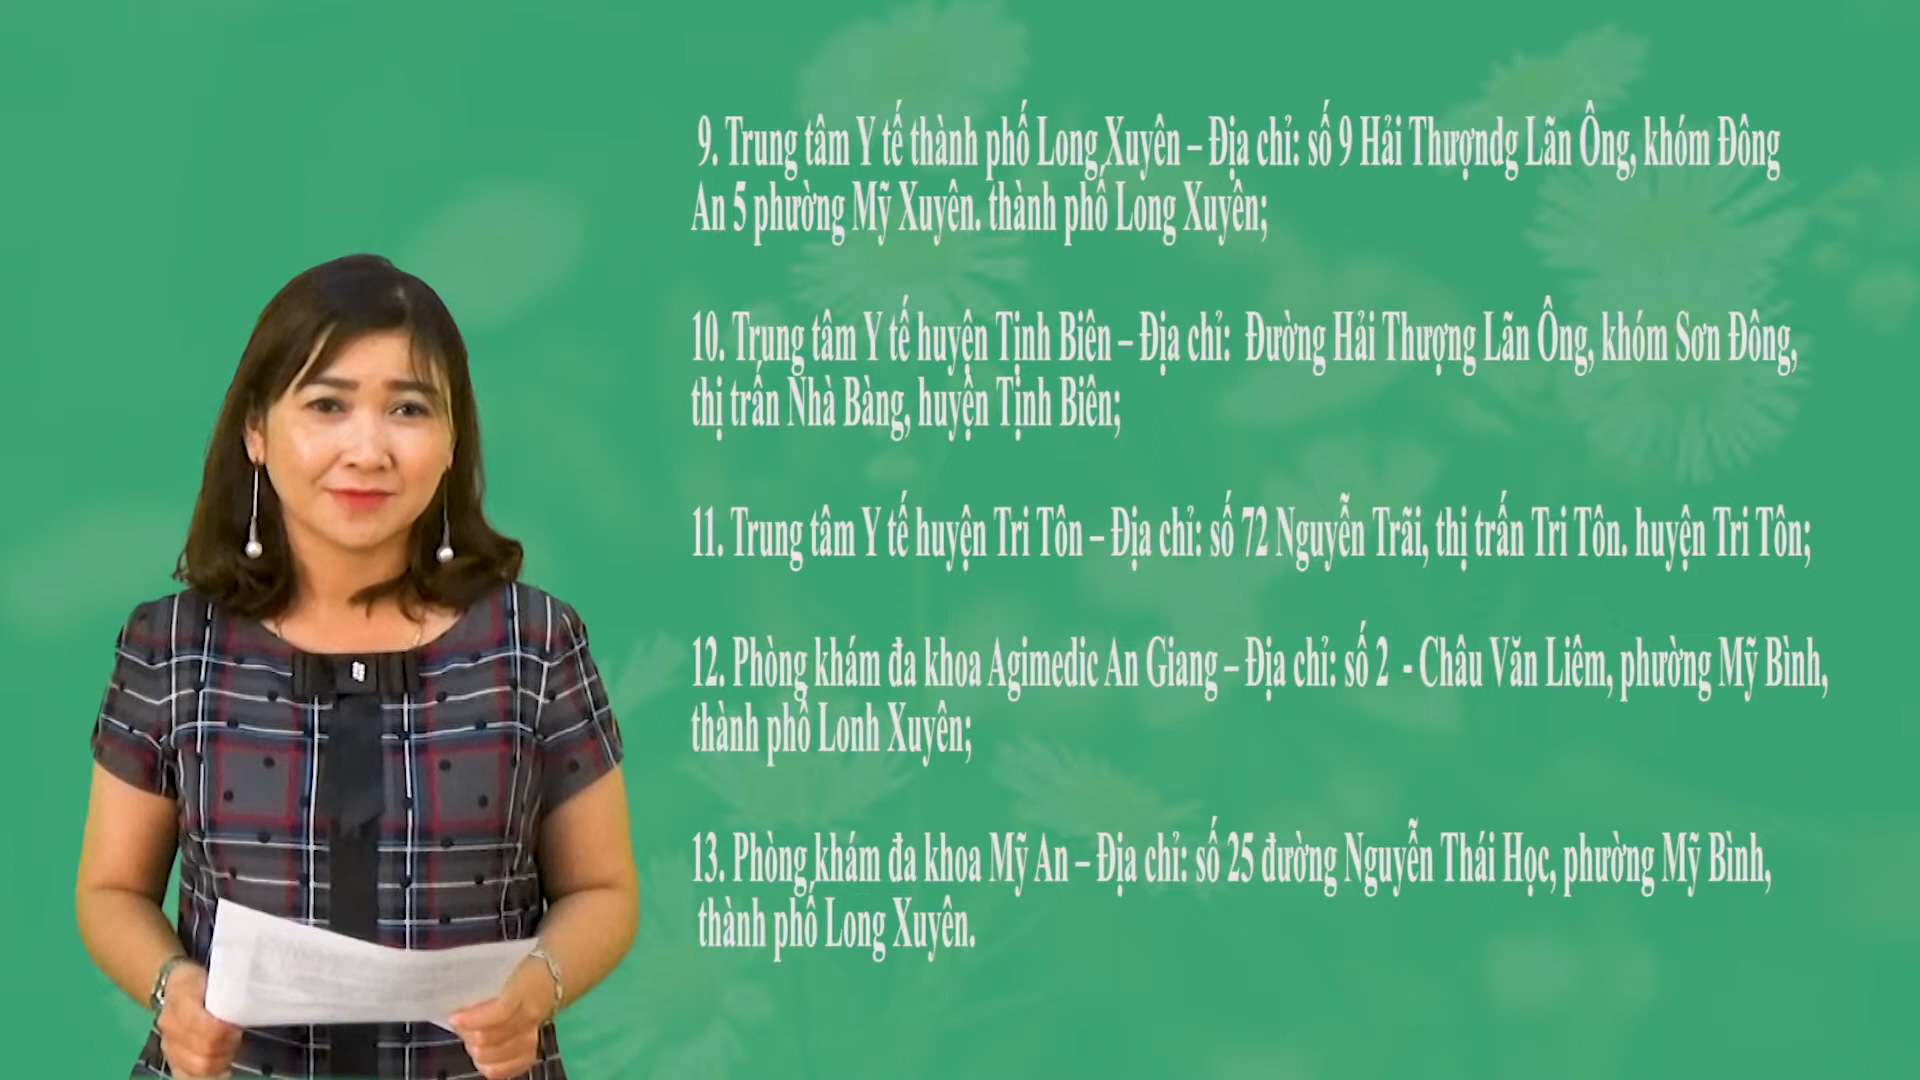 9. Trung tâm Y tế thành phố Long Xuyên – Địa chỉ: số 9 Hải Thượndg Lãn Ông, khóm Đông
An 5 phường Mỹ Xuyên. thành phố Long Xuyên;
10. Trung tâm Y tế huyện Tịnh Biên – Địa chỉ: Đường Hải Thượng Lãn Ông, khóm Sơn Đông,
thị trấn Nhà Bàng, huyện Tịnh Biên;
11. Trung tâm Y tế huyện Tri Tôn – Địa chỉ: số 72 Nguyễn Trãi, thị trấn Tri Tôn. huyện Tri Tôn;
12. Phòng khám đa khoa Agimedic An Giang – Địa chỉ: số 2 - Châu Văn Liêm, phường Mỹ Bình,
thành phố Lonh Xuyên;
13. Phòng khám đa khoa Mỹ An – Địa chỉ: số 25 đường Nguyễn Thái Học, phường Mỹ Bình,
thành phố Long Xuyên.